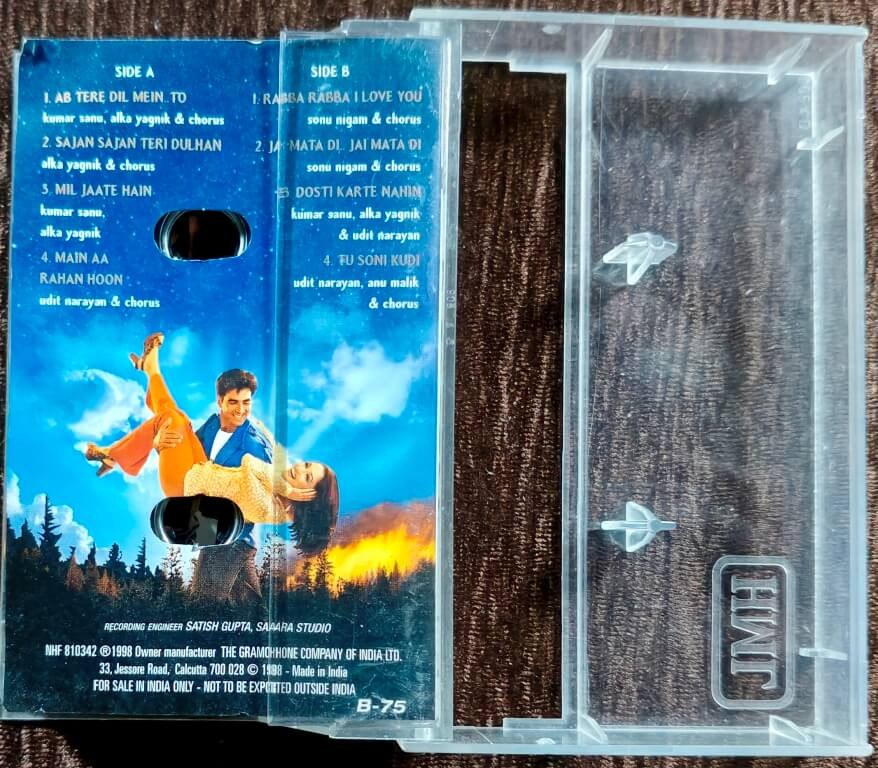 SIDE A
1. AB TERE DIL MEIN.. TO
kumar sanu, alka yagnik & chorus
2. SAJAN SAJAN TERI DULHAN
alka yagnik & chorus
3. MIL JAATE HAIN
kumar sanu,
alka yagnik
4. MAIN AA
RAHAN HOON
udit narayan & chorus
SIDE B
1. RABBA RABBA I LOVE YOU
sonu nigam & chorus
2. JAI MATA DI.. JAI MATA DI
sonu nigam & chorus
3. DOSTI KARTE NAHIN
kumar sanu, alka yagnik
& udit narayan
4. TU SONI KUDI
udit narayan, anu malik
& chorus
RECORDING ENGINEER SATISH GUPTA, SAAARA STUDIO
NHF 810342 ℗1998 Owner manufacturer THE GRAMOHHONE COMPANY OF INDIA LTD.
33, Jessore Road, Calcutta 700 028 © 1998 - Made in India
FOR SALE IN INDIA ONLY - NOT TO BE EXPORTED OUTSIDE INDIA
B-75
JMH